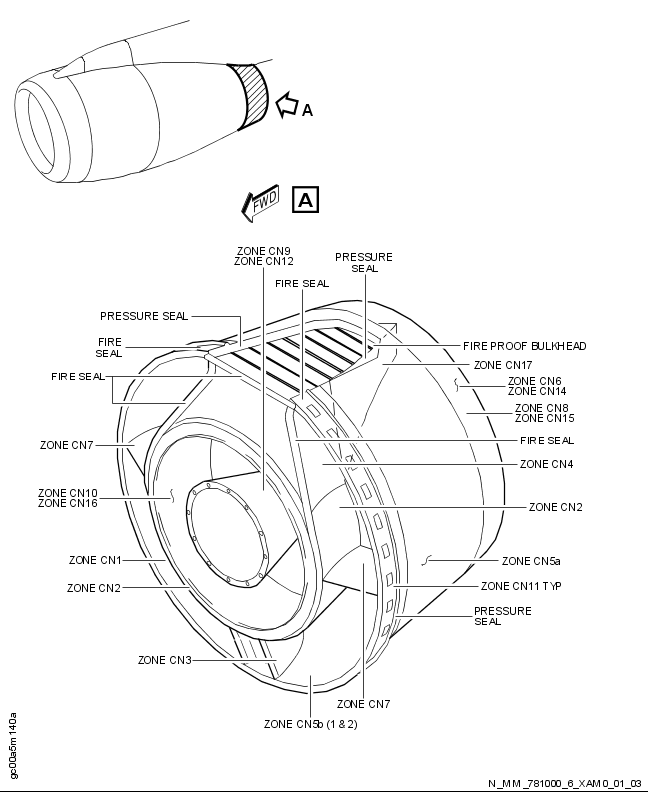 A
FWD
A
ZONE CN9
ZONE CN12
PRESSURE
SEAL
FIRE SEAL
PRESSURE SEAL
FIRE
SEAL
FIRE PROOF BULKHEAD
ZONE CN17
FIRE SEAL
ZONE CN6
ZONE CN14
ZONE CN8
ZONE CN15
ZONE CN7
FIRE SEAL
ZONE CN4
ZONE CN10
ZONE CN16
ZONE CN2
ZONE CN1
ZONE CN5a
ZONE CN2
ZONE CN11 TYP
PRESSURE
SEAL
ZONE CN3
ZONE CN7
ZONE CN5b (1 & 2)
gc00a5m140a
N_MM_781000_6_XAM0_01_03